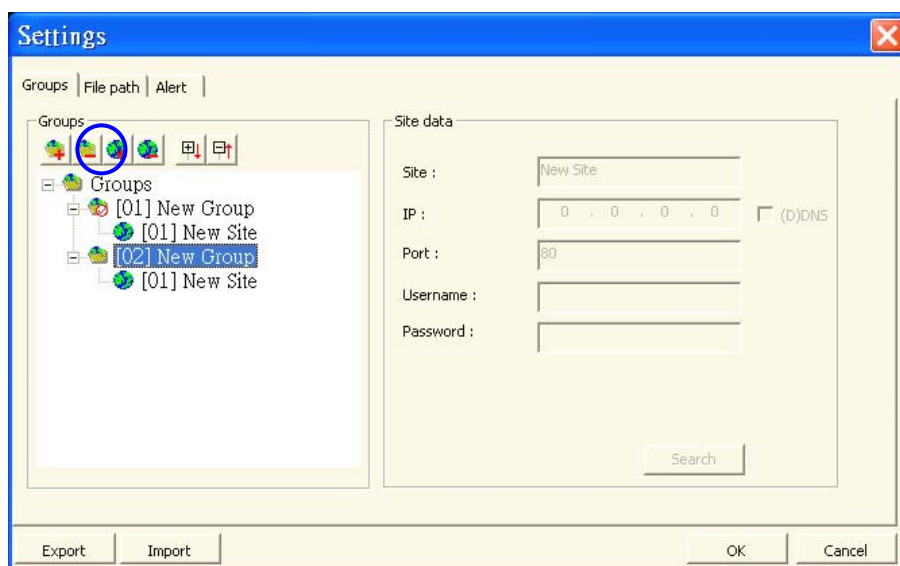 Settings
Groups File path Alert
Groups
Groups
[01] New Group
[01] New Site
[02] New Group
[01] New Site
Site data
Site : New Site
IP : 0 . 0 . 0 . 0 (D)DNS
Port : 80
Username :
Password :
Search
Export Import OK Cancel